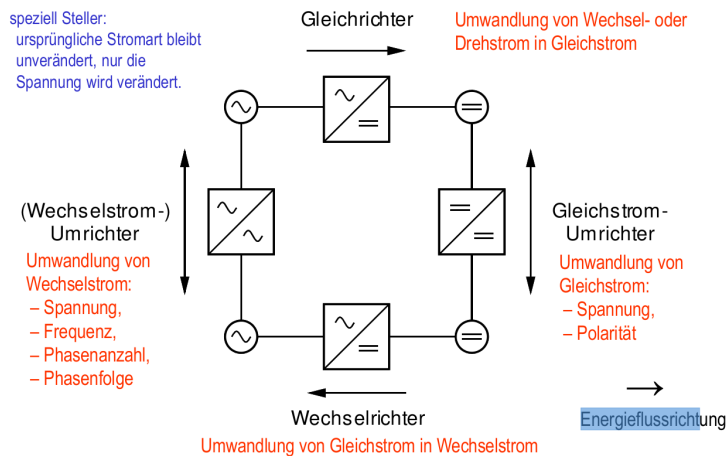 speziell Steller:
ursprüngliche Stromart bleibt
unverändert, nur die
Spannung wird verändert.
Gleichrichter
Umwandlung von Wechsel- oder
Drehstrom in Gleichstrom
(Wechselstrom-)
Umrichter
Umwandlung von
Wechselstrom:
– Spannung,
– Frequenz,
– Phasenanzahl,
– Phasenfolge
Gleichstrom-
Umrichter
Umwandlung von
Gleichstrom:
– Spannung,
– Polarität
Energieflussrichtung
Wechselrichter
Umwandlung von Gleichstrom in Wechselstrom